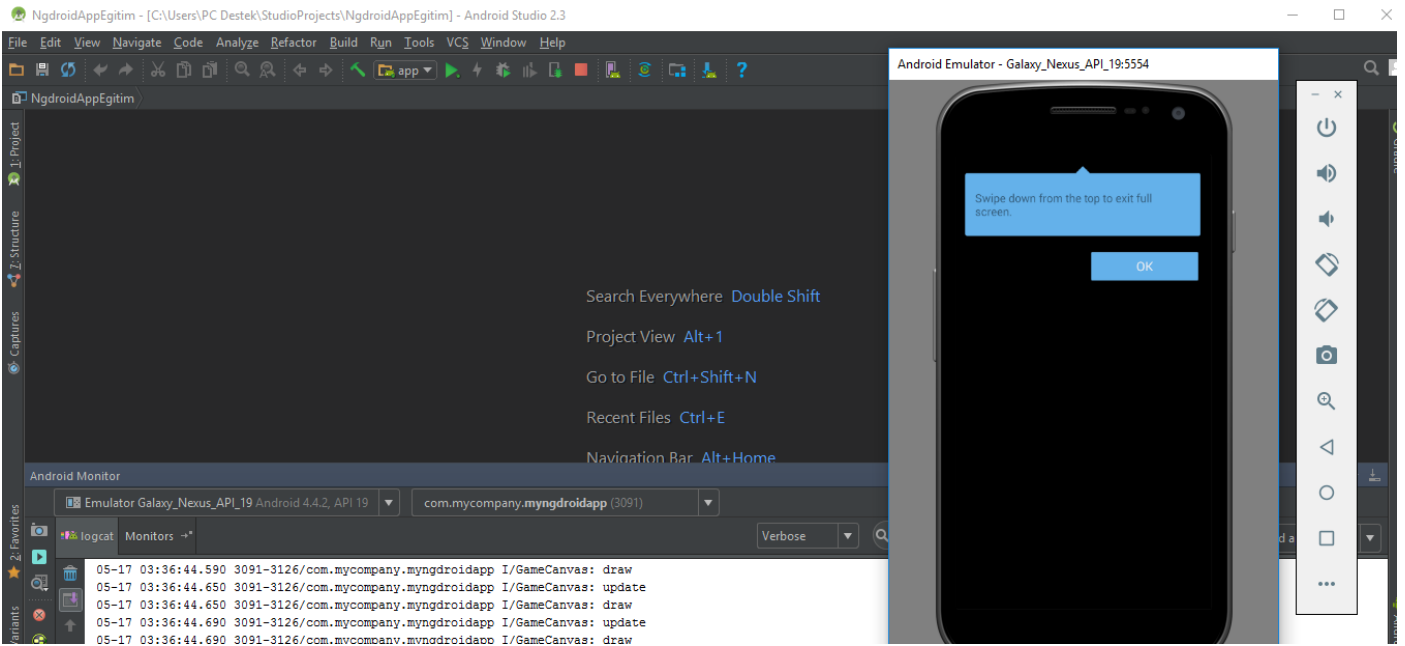 NgdroidAppEgitim - [C:\Users\PC Destek\StudioProjects\NgdroidAppEgitim] - Android Studio 2.3
File Edit View Navigate Code Analyze Refactor Build Run Tools VCS Window Help
app
NgdroidAppEgitim
1: Project
7: Structure
Captures
2: Favorites
Search Everywhere Double Shift
Project View Alt+1
Go to File Ctrl+Shift+N
Recent Files Ctrl+E
Navigation Bar Alt+Home
Android Monitor
Emulator Galaxy_Nexus_API_19 Android 4.4.2, API 19
com.mycompany.myngdroidapp (3091)
logcat Monitors
Verbose
05-17 03:36:44.590 3091-3126/com.mycompany.myngdroidapp I/GameCanvas: draw
05-17 03:36:44.650 3091-3126/com.mycompany.myngdroidapp I/GameCanvas: update
05-17 03:36:44.650 3091-3126/com.mycompany.myngdroidapp I/GameCanvas: draw
05-17 03:36:44.690 3091-3126/com.mycompany.myngdroidapp I/GameCanvas: update
05-17 03:36:44.690 3091-3126/com.mycompany.myngdroidapp I/GameCanvas: draw
Android Emulator - Galaxy_Nexus_API_19:5554
Swipe down from the top to exit full
screen.
OK